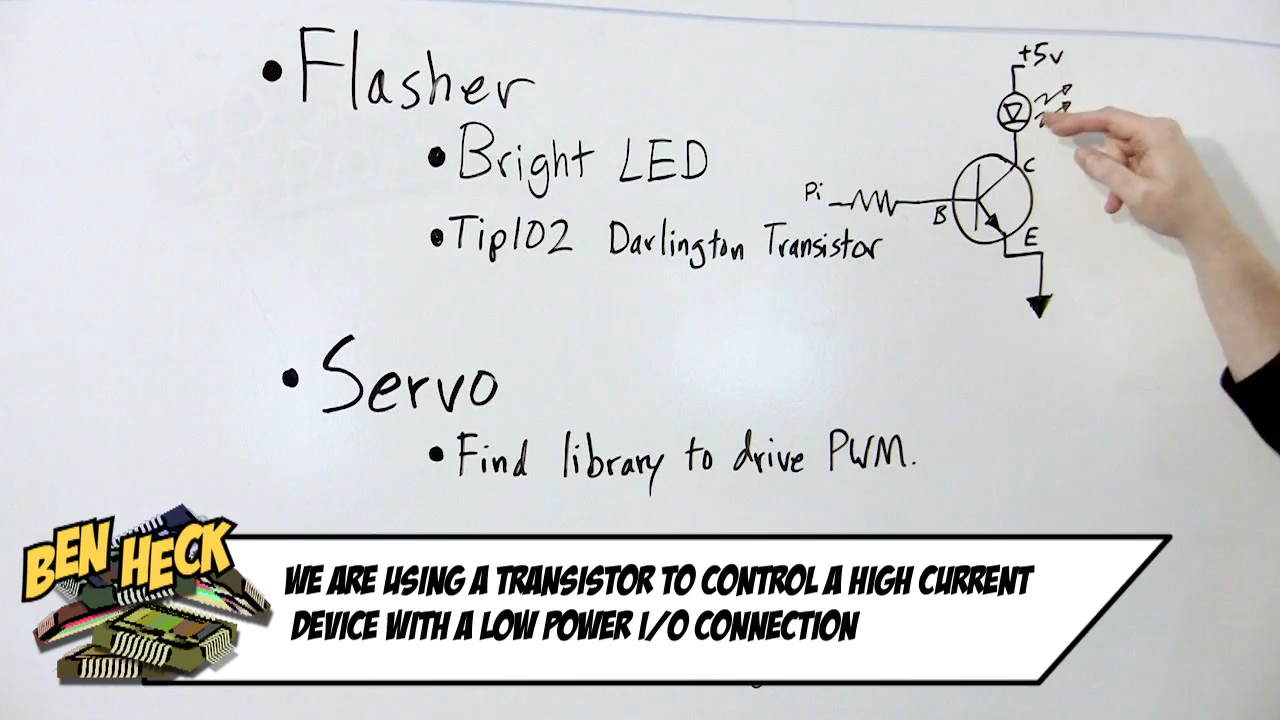 • Flasher
• Bright LED
• Tip102 Darlington Transistor
+5v
Pi
B
C
E
• Servo
• Find library to drive PWM.
BEN HECK
WE ARE USING A TRANSISTOR TO CONTROL A HIGH CURRENT
DEVICE WITH A LOW POWER I/O CONNECTION